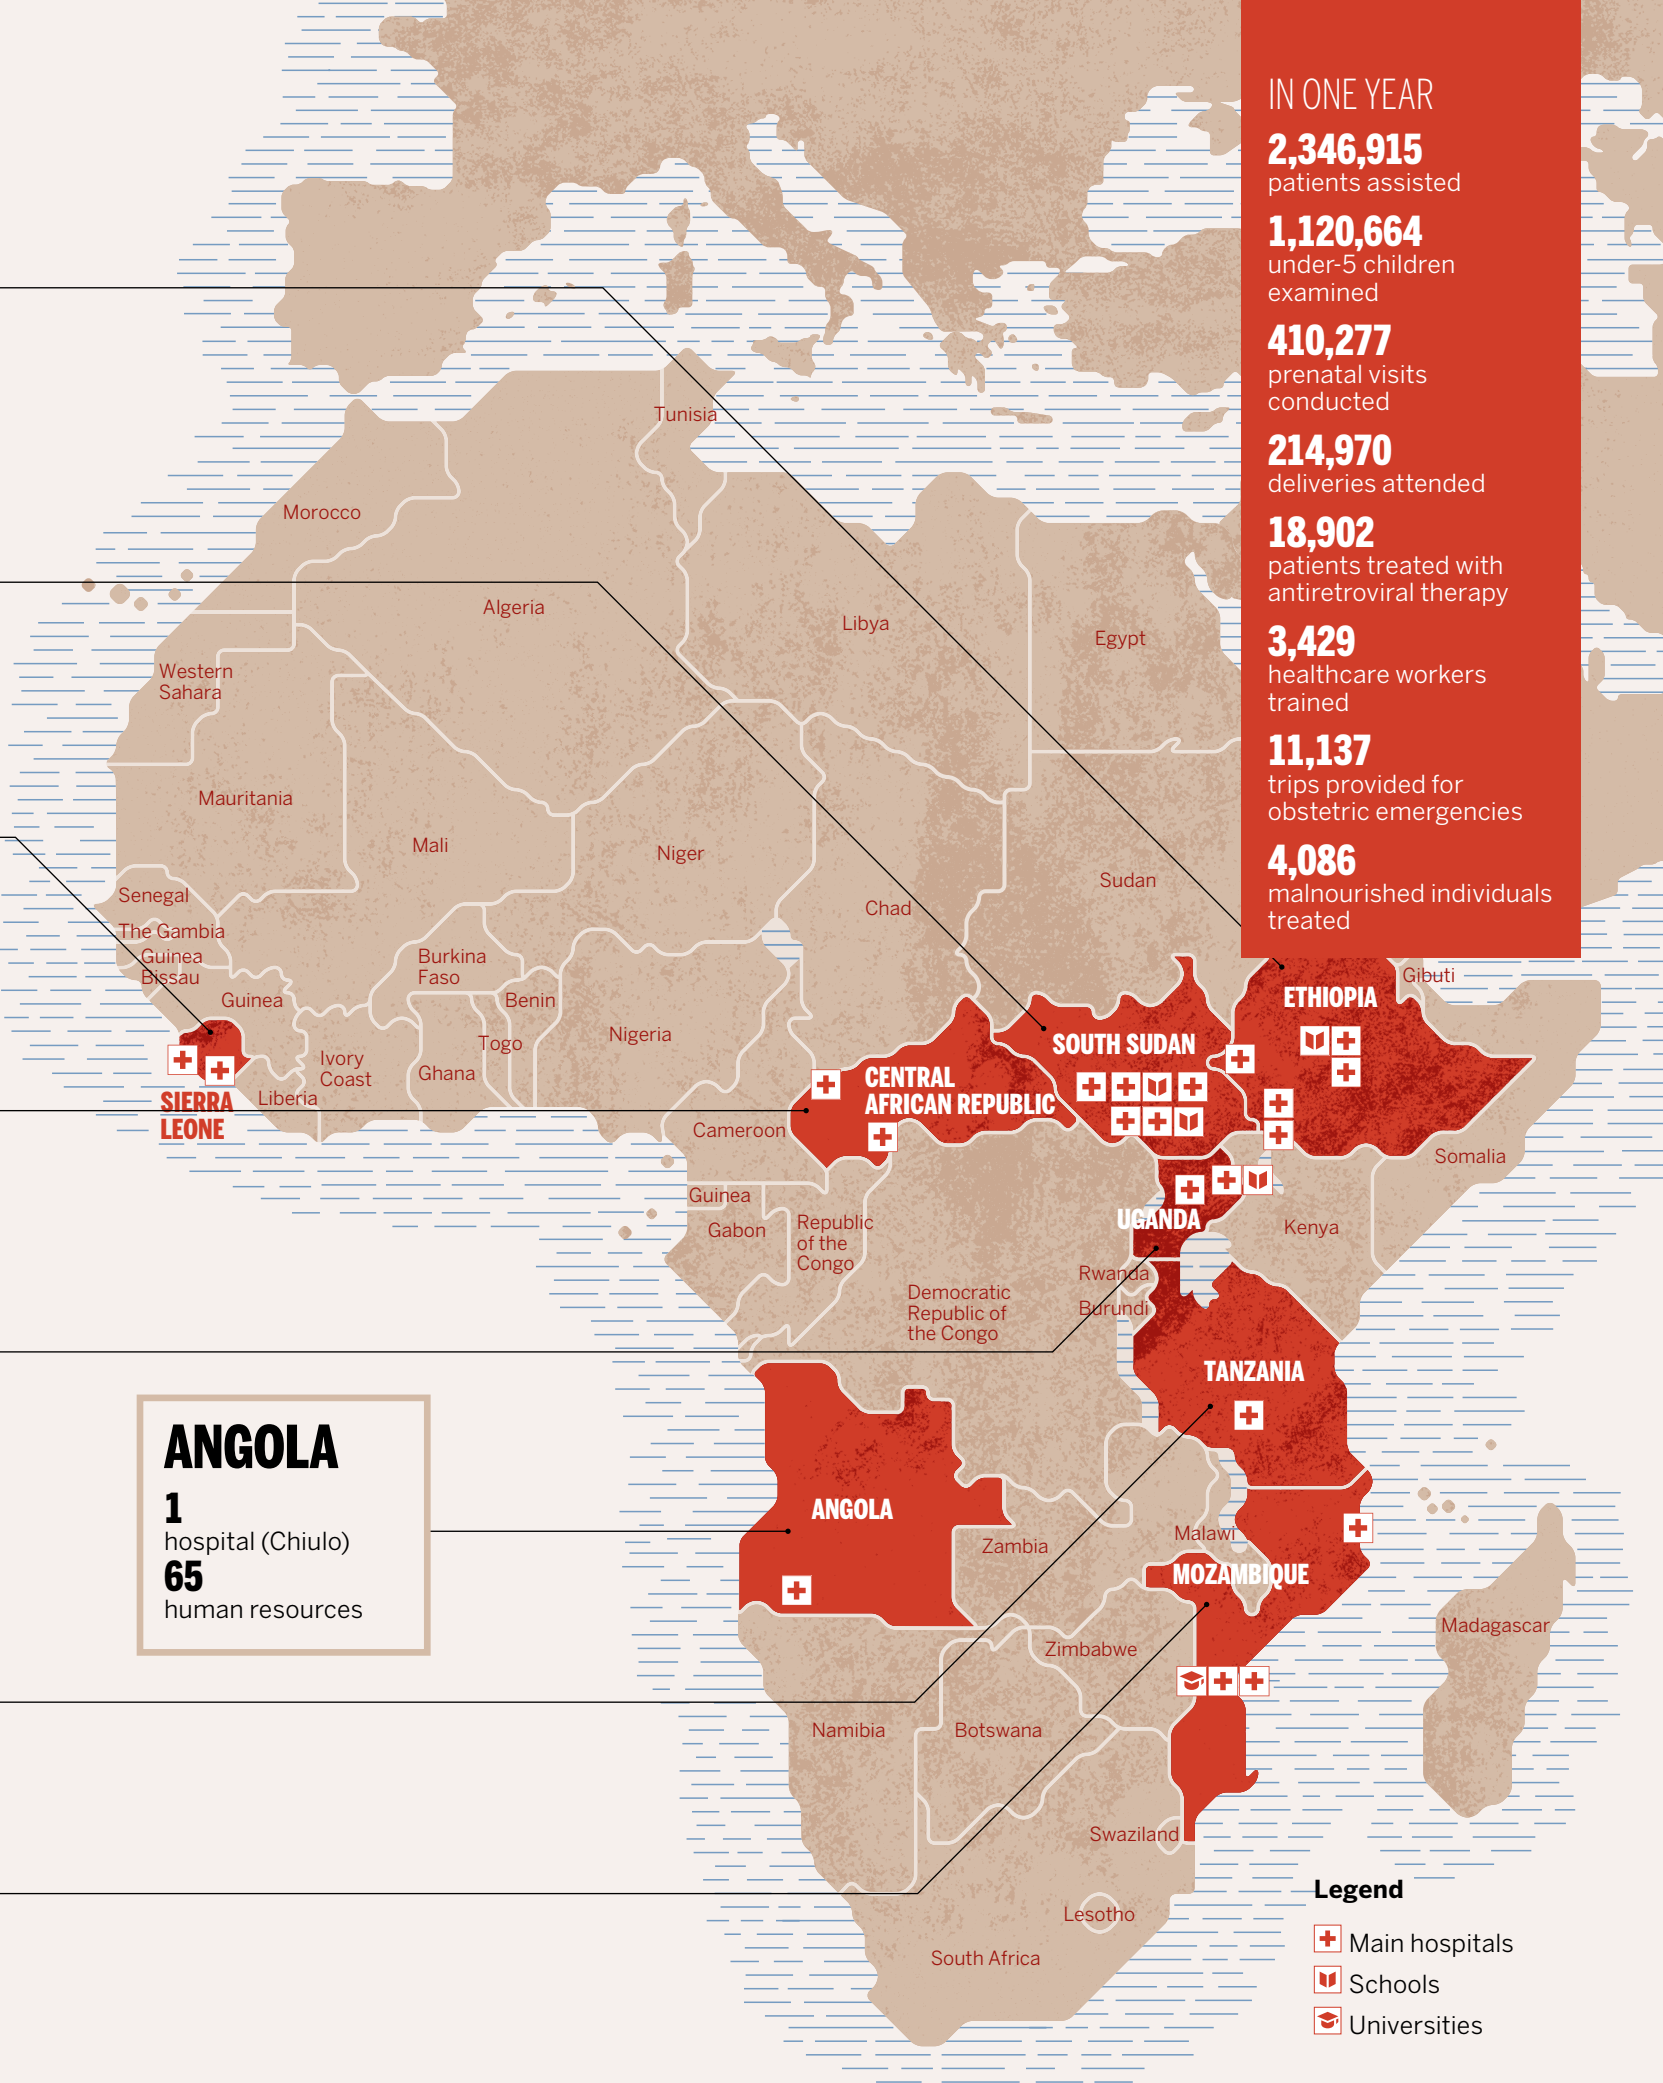 IN ONE YEAR
2,346,915
patients assisted
1,120,664
under-5 children
examined
410,277
prenatal visits
conducted
214,970
deliveries attended
18,902
patients treated with
antiretroviral therapy
3,429
healthcare workers
trained
11,137
trips provided for
obstetric emergencies
4,086
malnourished individuals
treated
Tunisia
Morocco
Algeria
Libya
Egypt
Western
Sahara
Mauritania
Mali
Niger
Chad
Sudan
Senegal
The Gambia
Guinea
Bissau
Guinea
Burkina
Faso
Benin
Togo
Nigeria
Ivory
Coast
Ghana
Liberia
SIERRA
LEONE
Gibuti
ETHIOPIA
SOUTH SUDAN
CENTRAL
AFRICAN REPUBLIC
Cameroon
Somalia
Guinea
Gabon
Republic
of the
Congo
UGANDA
Kenya
Rwanda
Burundi
Democratic
Republic of
the Congo
TANZANIA
ANGOLA
1
hospital (Chiulo)
65
human resources
ANGOLA
Zambia
Malawi
MOZAMBIQUE
Madagascar
Zimbabwe
Namibia
Botswana
Swaziland
Lesotho
South Africa
Legend
Main hospitals
Schools
Universities